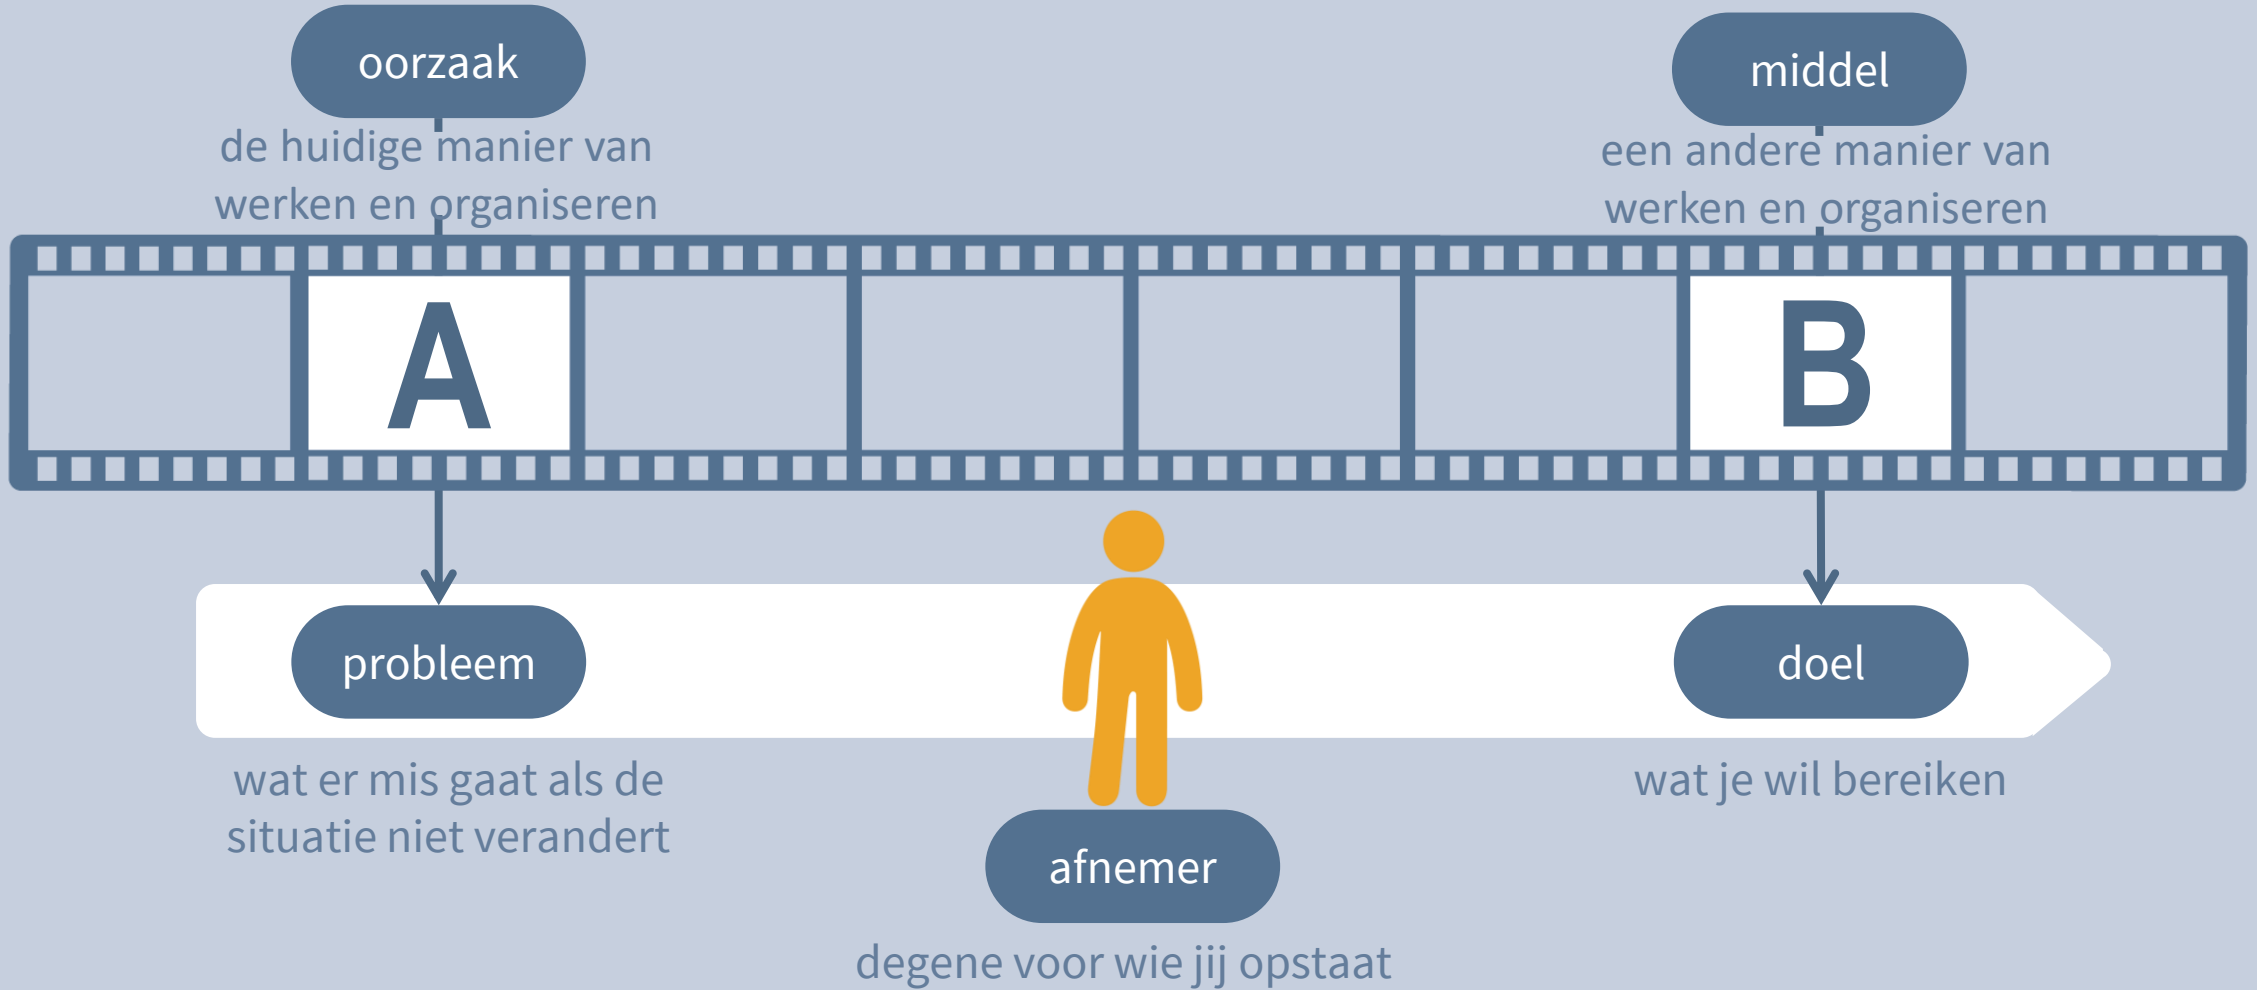 oorzaak
de huidige manier van
werken en organiseren
middel
een andere manier van
werken en organiseren
A
B
probleem
wat er mis gaat als de
situatie niet verandert
doel
wat je wil bereiken
afnemer
degene voor wie jij opstaat